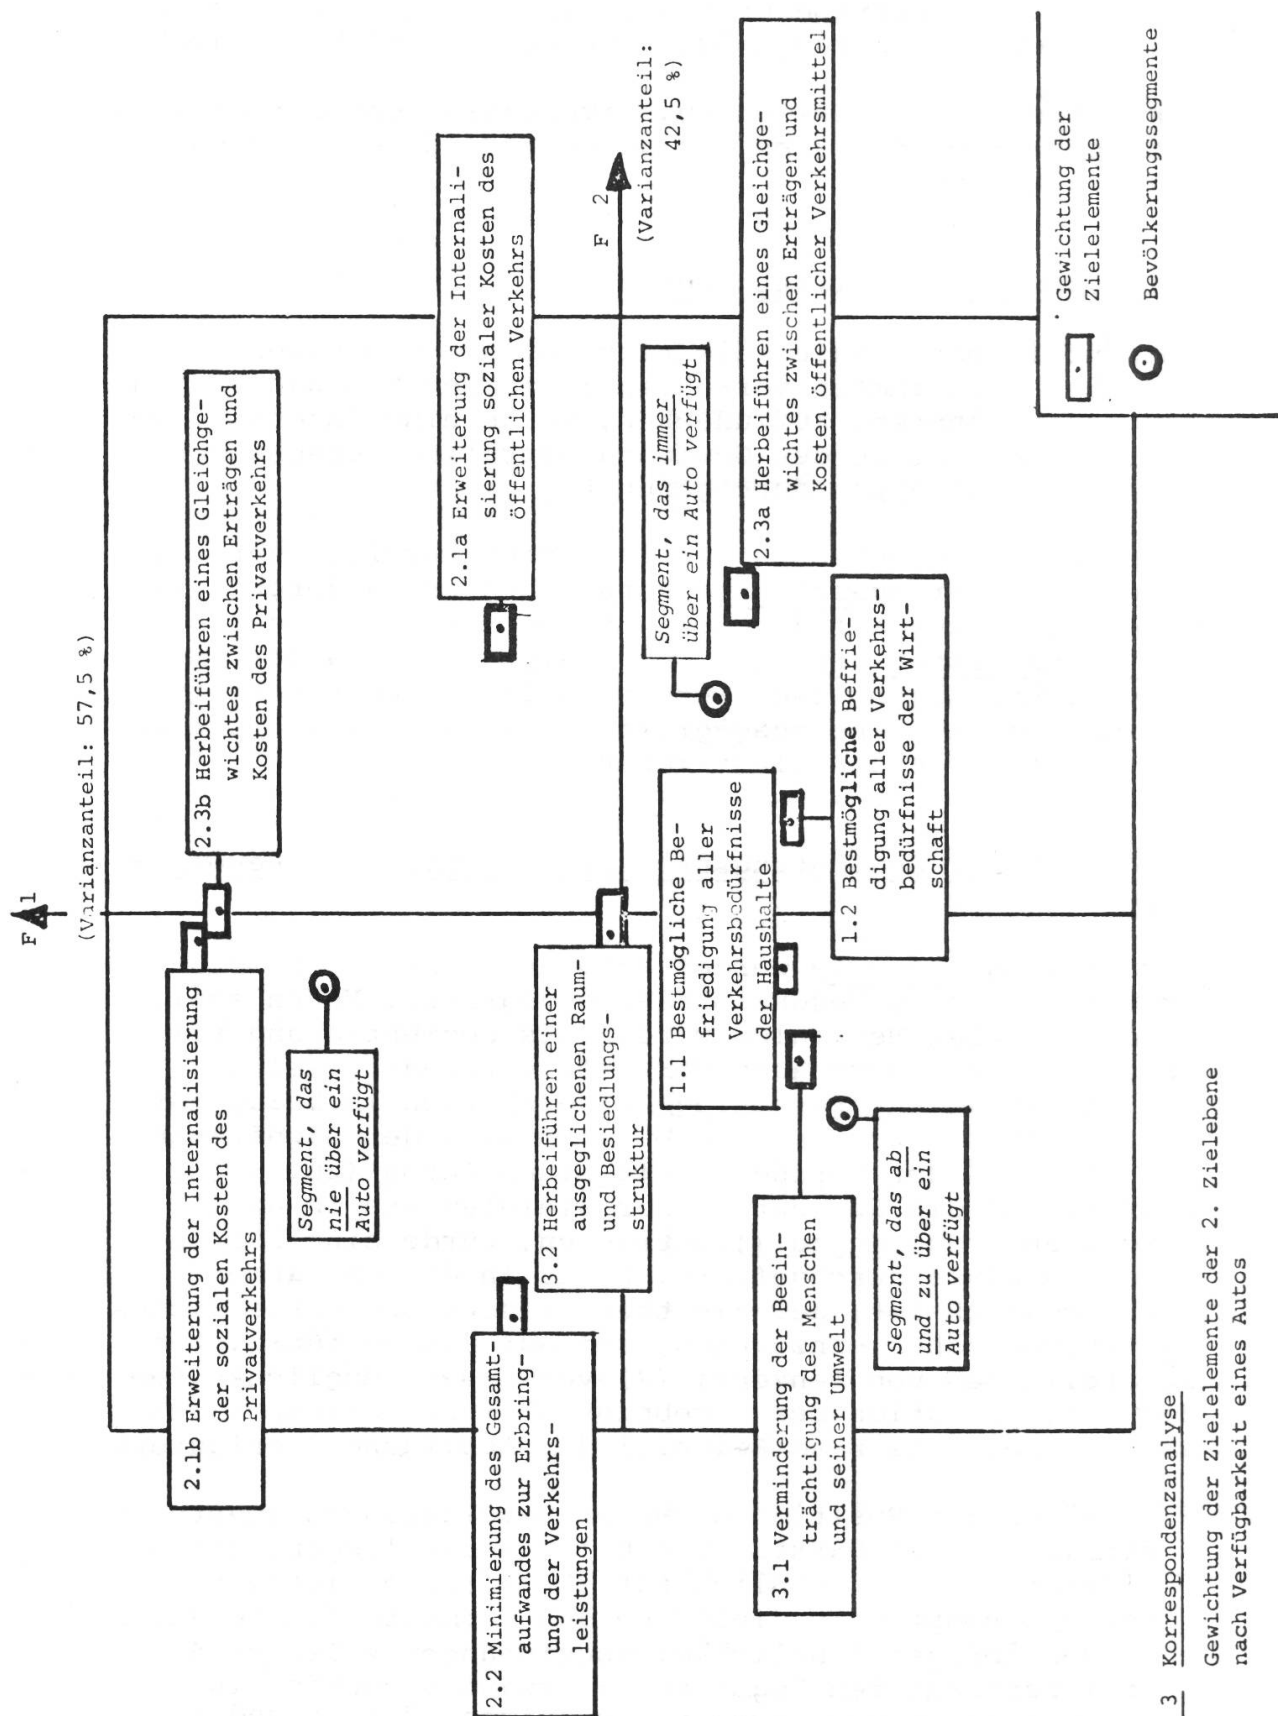 F 1
(Varianzanteil: 57,5 %)
2.1b Erweiterung der Internalisierung
der sozialen Kosten des
Privatverkehrs
2.3b Herbeiführen eines Gleichge-
wichtes zwischen Erträgen und
Kosten des Privatverkehrs
Segment, das
nie über ein
Auto verfügt
2.2 Minimierung des Gesamt-
aufwandes zur Erbring-
ung der Verkehrs-
leistungen
2.1a Erweiterung der Internali-
sierung sozialer Kosten des
öffentlichen Verkehrs
3.2 Herbeiführen einer
ausgeglichenen Raum-
und Besiedlungs-
struktur
F 2
(Varianzanteil:
42,5 %)
Segment, das immer
über ein Auto verfügt
1.1 Bestmögliche Be-
friedigung aller
Verkehrsbedürfnisse
der Haushalte
2.3a Herbeiführen eines Gleichge-
wichtes zwischen Erträgen und
Kosten öffentlicher Verkehrsmittel
3.1 Verminderung der Beein-
trächtigung des Menschen
und seiner Umwelt
1.2 Bestmögliche Befrie-
digung aller Verkehrs-
bedürfnisse der Wirt-
schaft
Segment, das ab
und zu über ein
Auto verfügt
Gewichtung der
Zielelemente
Bevölkerungssegmente
3 Korrespondenzanalyse
Gewichtung der Zielelemente der 2. Zielebene
nach Verfügbarkeit eines Autos